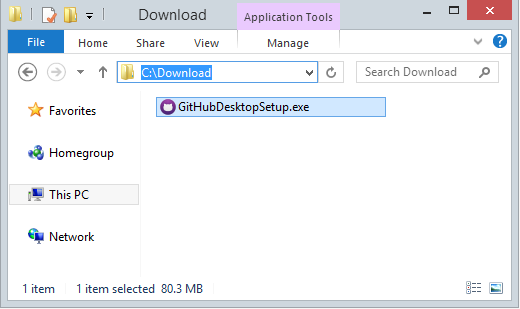 Download
Application Tools
File
Home
Share
View
Manage
C:\Download
Search Download
Favorites
GitHubDesktopSetup.exe
Homegroup
This PC
Network
1 item
1 item selected 80.3 MB